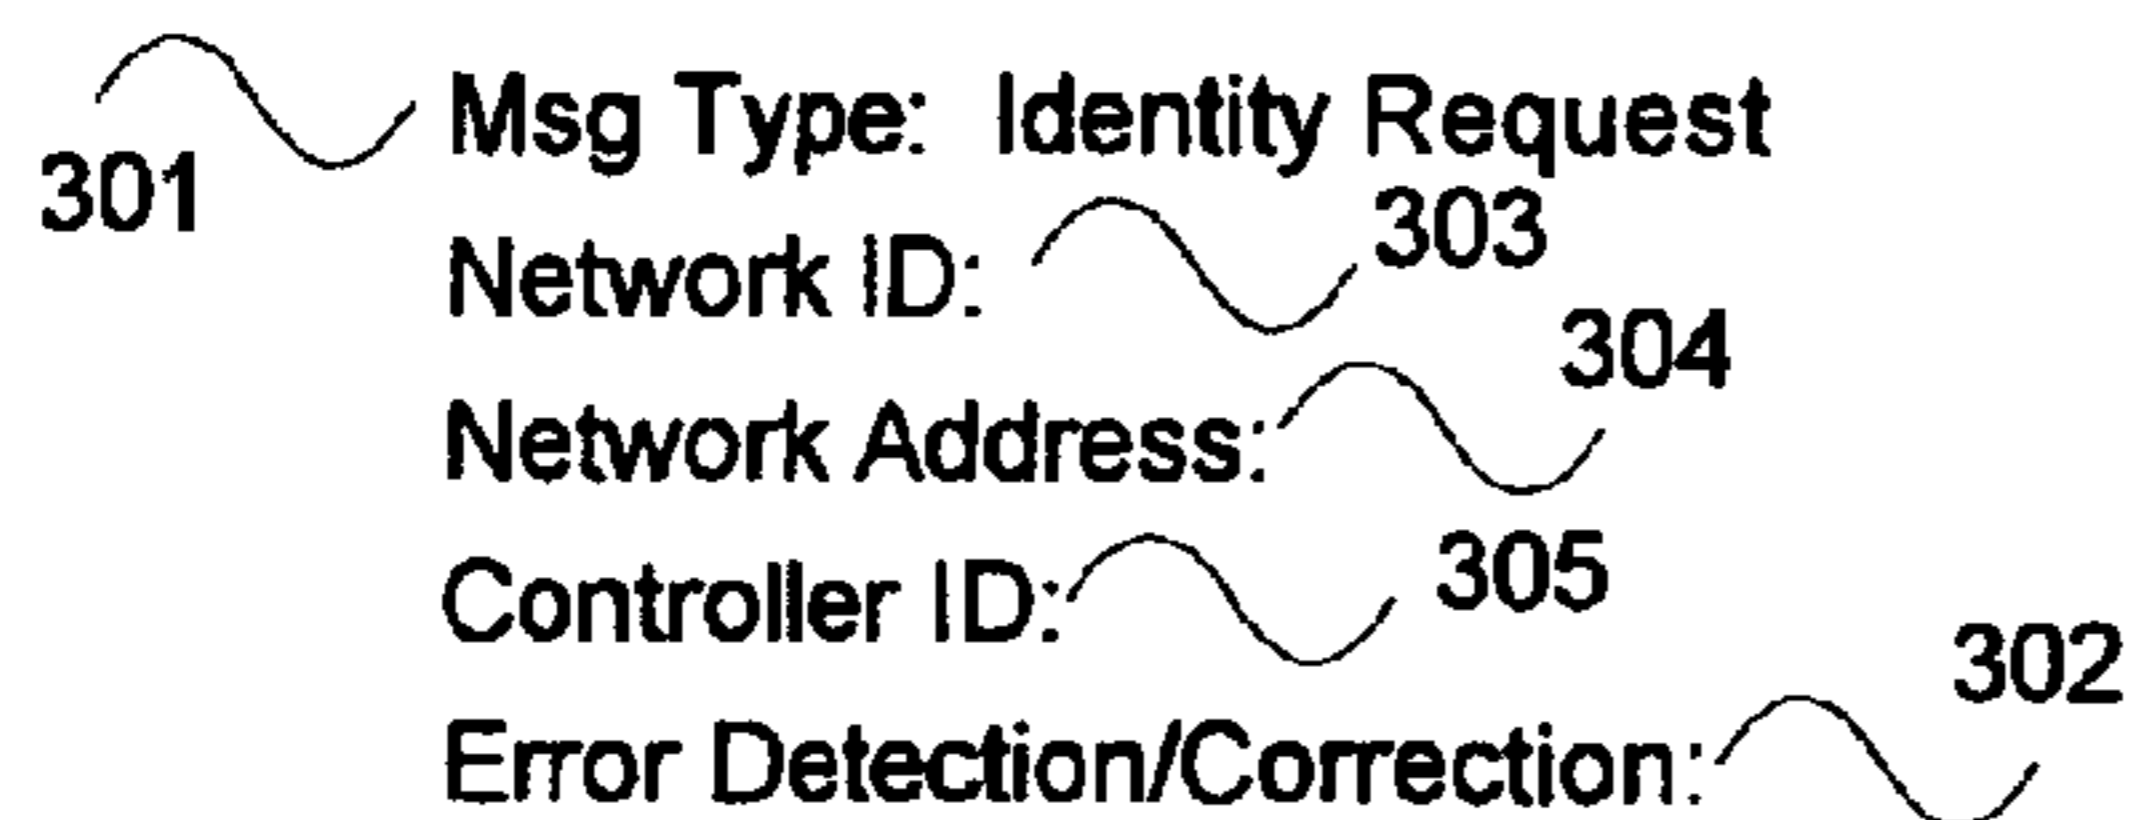 301 Msg Type: Identity Request
Network ID: 303
Network Address: 304
Controller ID: 305
Error Detection/Correction: 302